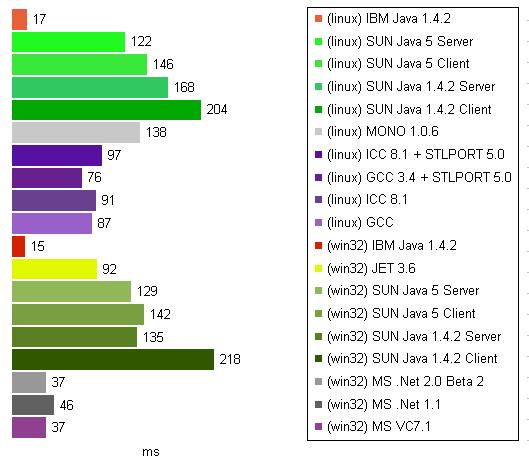 17 (linux) IBM Java 1.4.2
122 (linux) SUN Java 5 Server
146 (linux) SUN Java 5 Client
168 (linux) SUN Java 1.4.2 Server
204 (linux) SUN Java 1.4.2 Client
138 (linux) MONO 1.0.6
97 (linux) ICC 8.1 + STLPORT 5.0
76 (linux) GCC 3.4 + STLPORT 5.0
91 (linux) ICC 8.1
87 (linux) GCC
15 (win32) IBM Java 1.4.2
92 (win32) JET 3.6
129 (win32) SUN Java 5 Server
142 (win32) SUN Java 5 Client
135 (win32) SUN Java 1.4.2 Server
218 (win32) SUN Java 1.4.2 Client
37 (win32) MS .Net 2.0 Beta 2
46 (win32) MS .Net 1.1
37 (win32) MS VC7.1
ms